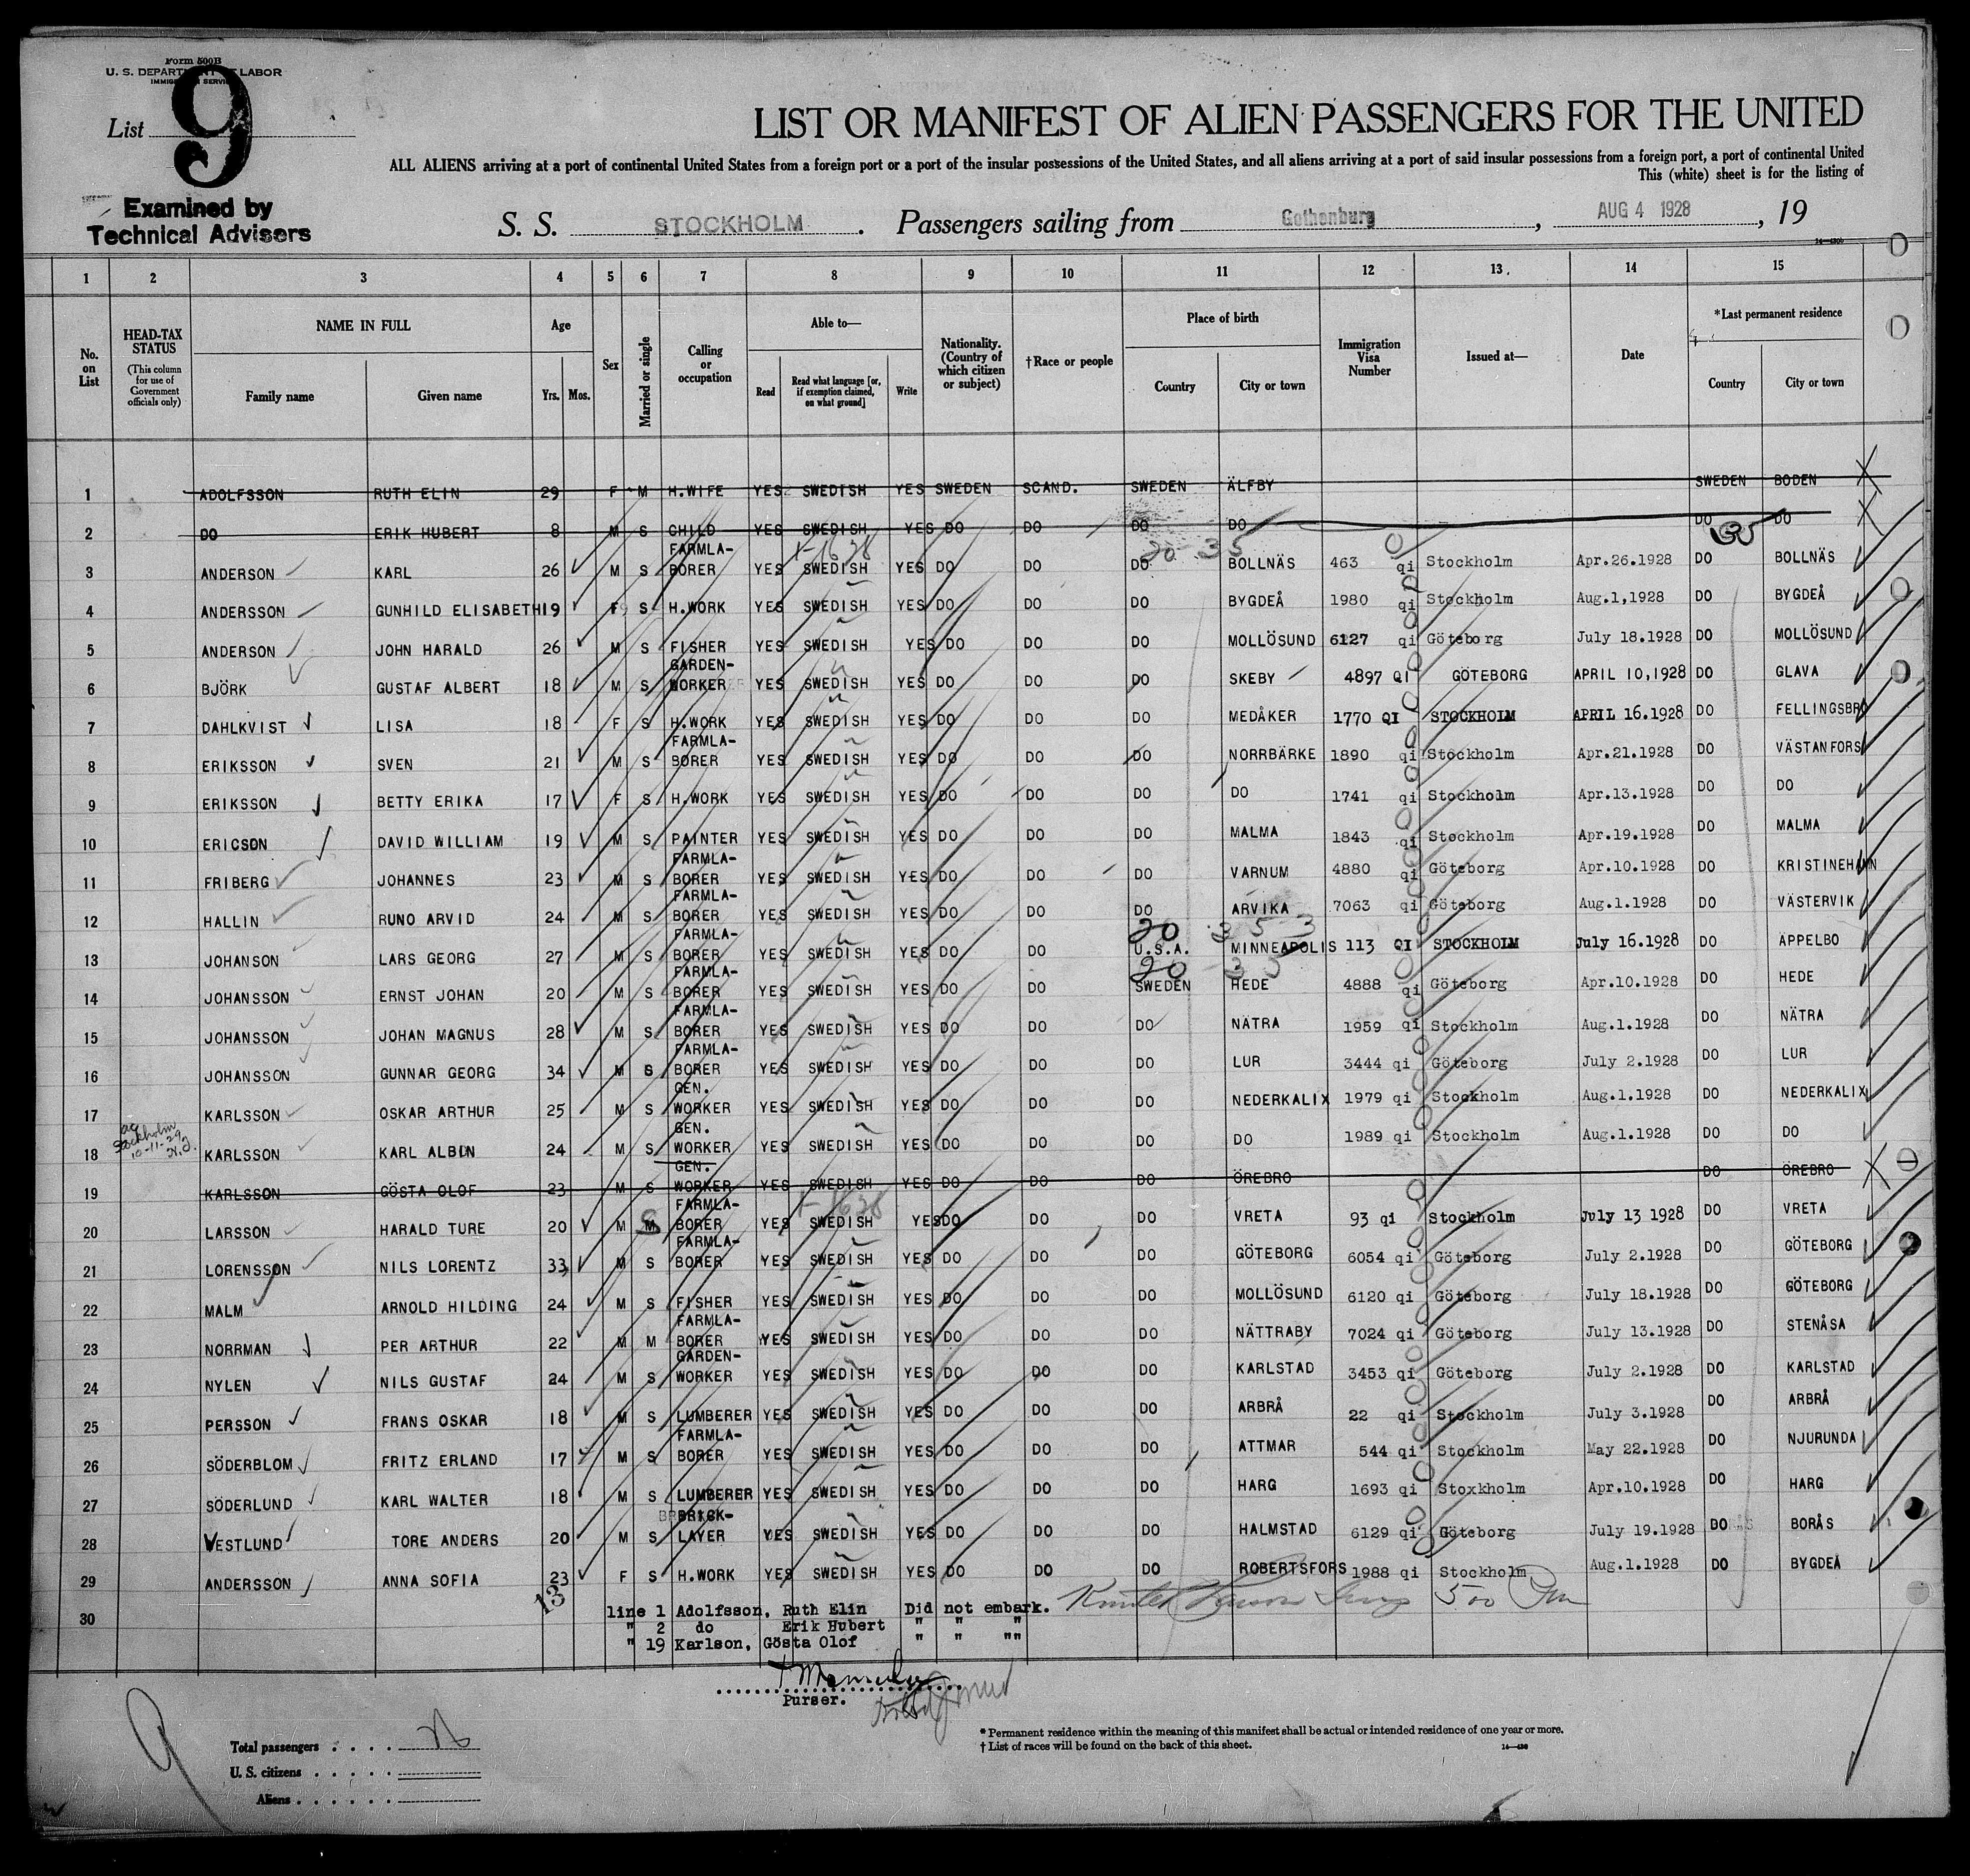 Form 500B
U. S. DEPARTMENT OF LABOR
IMMIGRATION SERVICE
List 9
LIST OR MANIFEST OF ALIEN PASSENGERS FOR THE UNITED
ALL ALIENS arriving at a port of continental United States from a foreign port or a port of the insular possessions of the United States, and all aliens arriving at a port of said insular possessions from a foreign port, a port of continental United
This (white) sheet is for the listing of
Examined by
Technical Advisers
S. S. STOCKHOLM. Passengers sailing from Gothenburg, AUG 4 1928, 19
1 2 3 4 5 6 7 8 9 10 11 12 13. 14 15
No. on List
HEAD-TAX STATUS
(This column for use of Government officials only)
NAME IN FULL
Family name Given name
Age
Yrs. Mos.
Sex
Married or single
Calling or occupation
Able to—
Read Read what language [or, if exemption claimed, on what ground] Write
Nationality. (Country of which citizen or subject)
†Race or people
Place of birth
Country City or town
Immigration Visa Number
Issued at—
Date
*Last permanent residence
Country City or town
1 ADOLFSSON RUTH ELIN 29 F M H.WIFE YES SWEDISH YES SWEDEN SCAND. SWEDEN ÄLFBY SWEDEN BODEN
2 DO ERIK HUBERT 8 M S CHILD YES SWEDISH YES DO DO DO DO DO DO
3 ANDERSON KARL 26 M S FARMLA-BORER YES SWEDISH YES DO DO DO BOLLNÄS 463 qi Stockholm Apr.26.1928 DO BOLLNÄS
4 ANDERSSON GUNHILD ELISABETH 19 F S H.WORK YES SWEDISH YES DO DO DO BYGDEÅ 1980 qi Stockholm Aug.1,1928 DO BYGDEÅ
5 ANDERSON JOHN HARALD 26 M S FISHER YES SWEDISH YES DO DO DO MOLLÖSUND 6127 qi Göteborg July 18.1928 DO MOLLÖSUND
6 BJÖRK GUSTAF ALBERT 18 M S GARDEN-WORKER YES SWEDISH YES DO DO DO SKEBY 4897 QI GÖTEBORG APRIL 10,1928 DO GLAVA
7 DAHLKVIST LISA 18 F S H.WORK YES SWEDISH YES DO DO DO MEDÅKER 1770 QI STOCKHOLM APRIL 16.1928 DO FELLINGSBRO
8 ERIKSSON SVEN 21 M S FARMLA-BORER YES SWEDISH YES DO DO DO NORRBÄRKE 1890 qi Stockholm Apr.21.1928 DO VÄSTANFORS
9 ERIKSSON BETTY ERIKA 17 F S H.WORK YES SWEDISH YES DO DO DO DO 1741 qi Stockholm Apr.13.1928 DO DO
10 ERICSON DAVID WILLIAM 19 M S PAINTER YES SWEDISH YES DO DO DO MALMA 1843 qi Stockholm Apr.19.1928 DO MALMA
11 FRIBERG JOHANNES 23 M S FARMLA-BORER YES SWEDISH YES DO DO DO VARNUM 4880 qi Göteborg Apr.10.1928 DO KRISTINEHAMN
12 HALLIN RUNO ARVID 24 M S FARMLA-BORER YES SWEDISH YES DO DO DO ARVIKA 7063 qi Göteborg Aug.1.1928 DO VÄSTERVIK
13 JOHANSON LARS GEORG 27 M S FARMLA-BORER YES SWEDISH YES DO DO U.S.A. MINNEAPOLIS 113 QI STOCKHOLM July 16.1928 DO ÄPPELBO
14 JOHANSSON ERNST JOHAN 20 M S FARMLA-BORER YES SWEDISH YES DO DO SWEDEN HEDE 4888 qi Göteborg Apr.10.1928 DO HEDE
15 JOHANSSON JOHAN MAGNUS 28 M S FARMLA-BORER YES SWEDISH YES DO DO DO NÄTRA 1959 qi Stockholm Aug.1.1928 DO NÄTRA
16 JOHANSSON GUNNAR GEORG 34 M S FARMLA-BORER YES SWEDISH YES DO DO DO LUR 3444 qi Göteborg July 2.1928 DO LUR
17 KARLSSON OSKAR ARTHUR 25 M S GEN. WORKER YES SWEDISH YES DO DO DO NEDERKALIX 1979 qi Stockholm Aug.1.1928 DO NEDERKALIX
Stockholm 10-11-29
18 KARLSSON KARL ALBIN 24 M S GEN. WORKER YES SWEDISH YES DO DO DO DO 1989 qi Stockholm Aug.1.1928 DO DO
19 KARLSSON GÖSTA OLOF 23 M S GEN. WORKER YES SWEDISH YES DO DO DO ÖREBRO DO ÖREBRO
20 LARSSON HARALD TURE 20 M S FARMLA-BORER YES SWEDISH YES DO DO DO VRETA 93 qi Stockholm July 13 1928 DO VRETA
21 LORENSSON NILS LORENTZ 33 M S FARMLA-BORER YES SWEDISH YES DO DO DO GÖTEBORG 6054 qi Göteborg July 2.1928 DO GÖTEBORG
22 MALM ARNOLD HILDING 24 M S FISHER YES SWEDISH YES DO DO DO MOLLÖSUND 6120 qi Göteborg July 18.1928 DO GÖTEBORG
23 NORRMAN PER ARTHUR 22 M M FARMLA-BORER YES SWEDISH YES DO DO DO NÄTTRABY 7024 qi Göteborg July 13.1928 DO STENÅSA
24 NYLEN NILS GUSTAF 24 M S GARDEN-WORKER YES SWEDISH YES DO DO DO KARLSTAD 3453 qi Göteborg July 2.1928 DO KARLSTAD
25 PERSSON FRANS OSKAR 18 M S LUMBERER YES SWEDISH YES DO DO DO ARBRÅ 22 qi Stockholm July 3.1928 DO ARBRÅ
26 SÖDERBLOM FRITZ ERLAND 17 M S FARMLA-BORER YES SWEDISH YES DO DO DO ATTMAR 544 qi Stockholm May 22.1928 DO NJURUNDA
27 SÖDERLUND KARL WALTER 18 M S LUMBERER YES SWEDISH YES DO DO DO HARG 1693 qi Stoxkholm Apr.10.1928 DO HARG
28 VESTLUND TORE ANDERS 20 M S BRICK-LAYER YES SWEDISH YES DO DO DO HALMSTAD 6129 qi Göteborg July 19.1928 DO BORÅS
29 ANDERSSON ANNA SOFIA 23 F S H.WORK YES SWEDISH YES DO DO DO ROBERTSFORS 1988 qi Stockholm Aug.1.1928 DO BYGDEÅ
30 13 line 1 Adolfsson, Ruth Elin Did not embark.
" 2 do Erik Hubert " " "
" 19 Karlson, Gösta Olof " " ""
Purser.
9
Total passengers
U. S. citizens
Aliens
* Permanent residence within the meaning of this manifest shall be actual or intended residence of one year or more.
† List of races will be found on the back of this sheet.